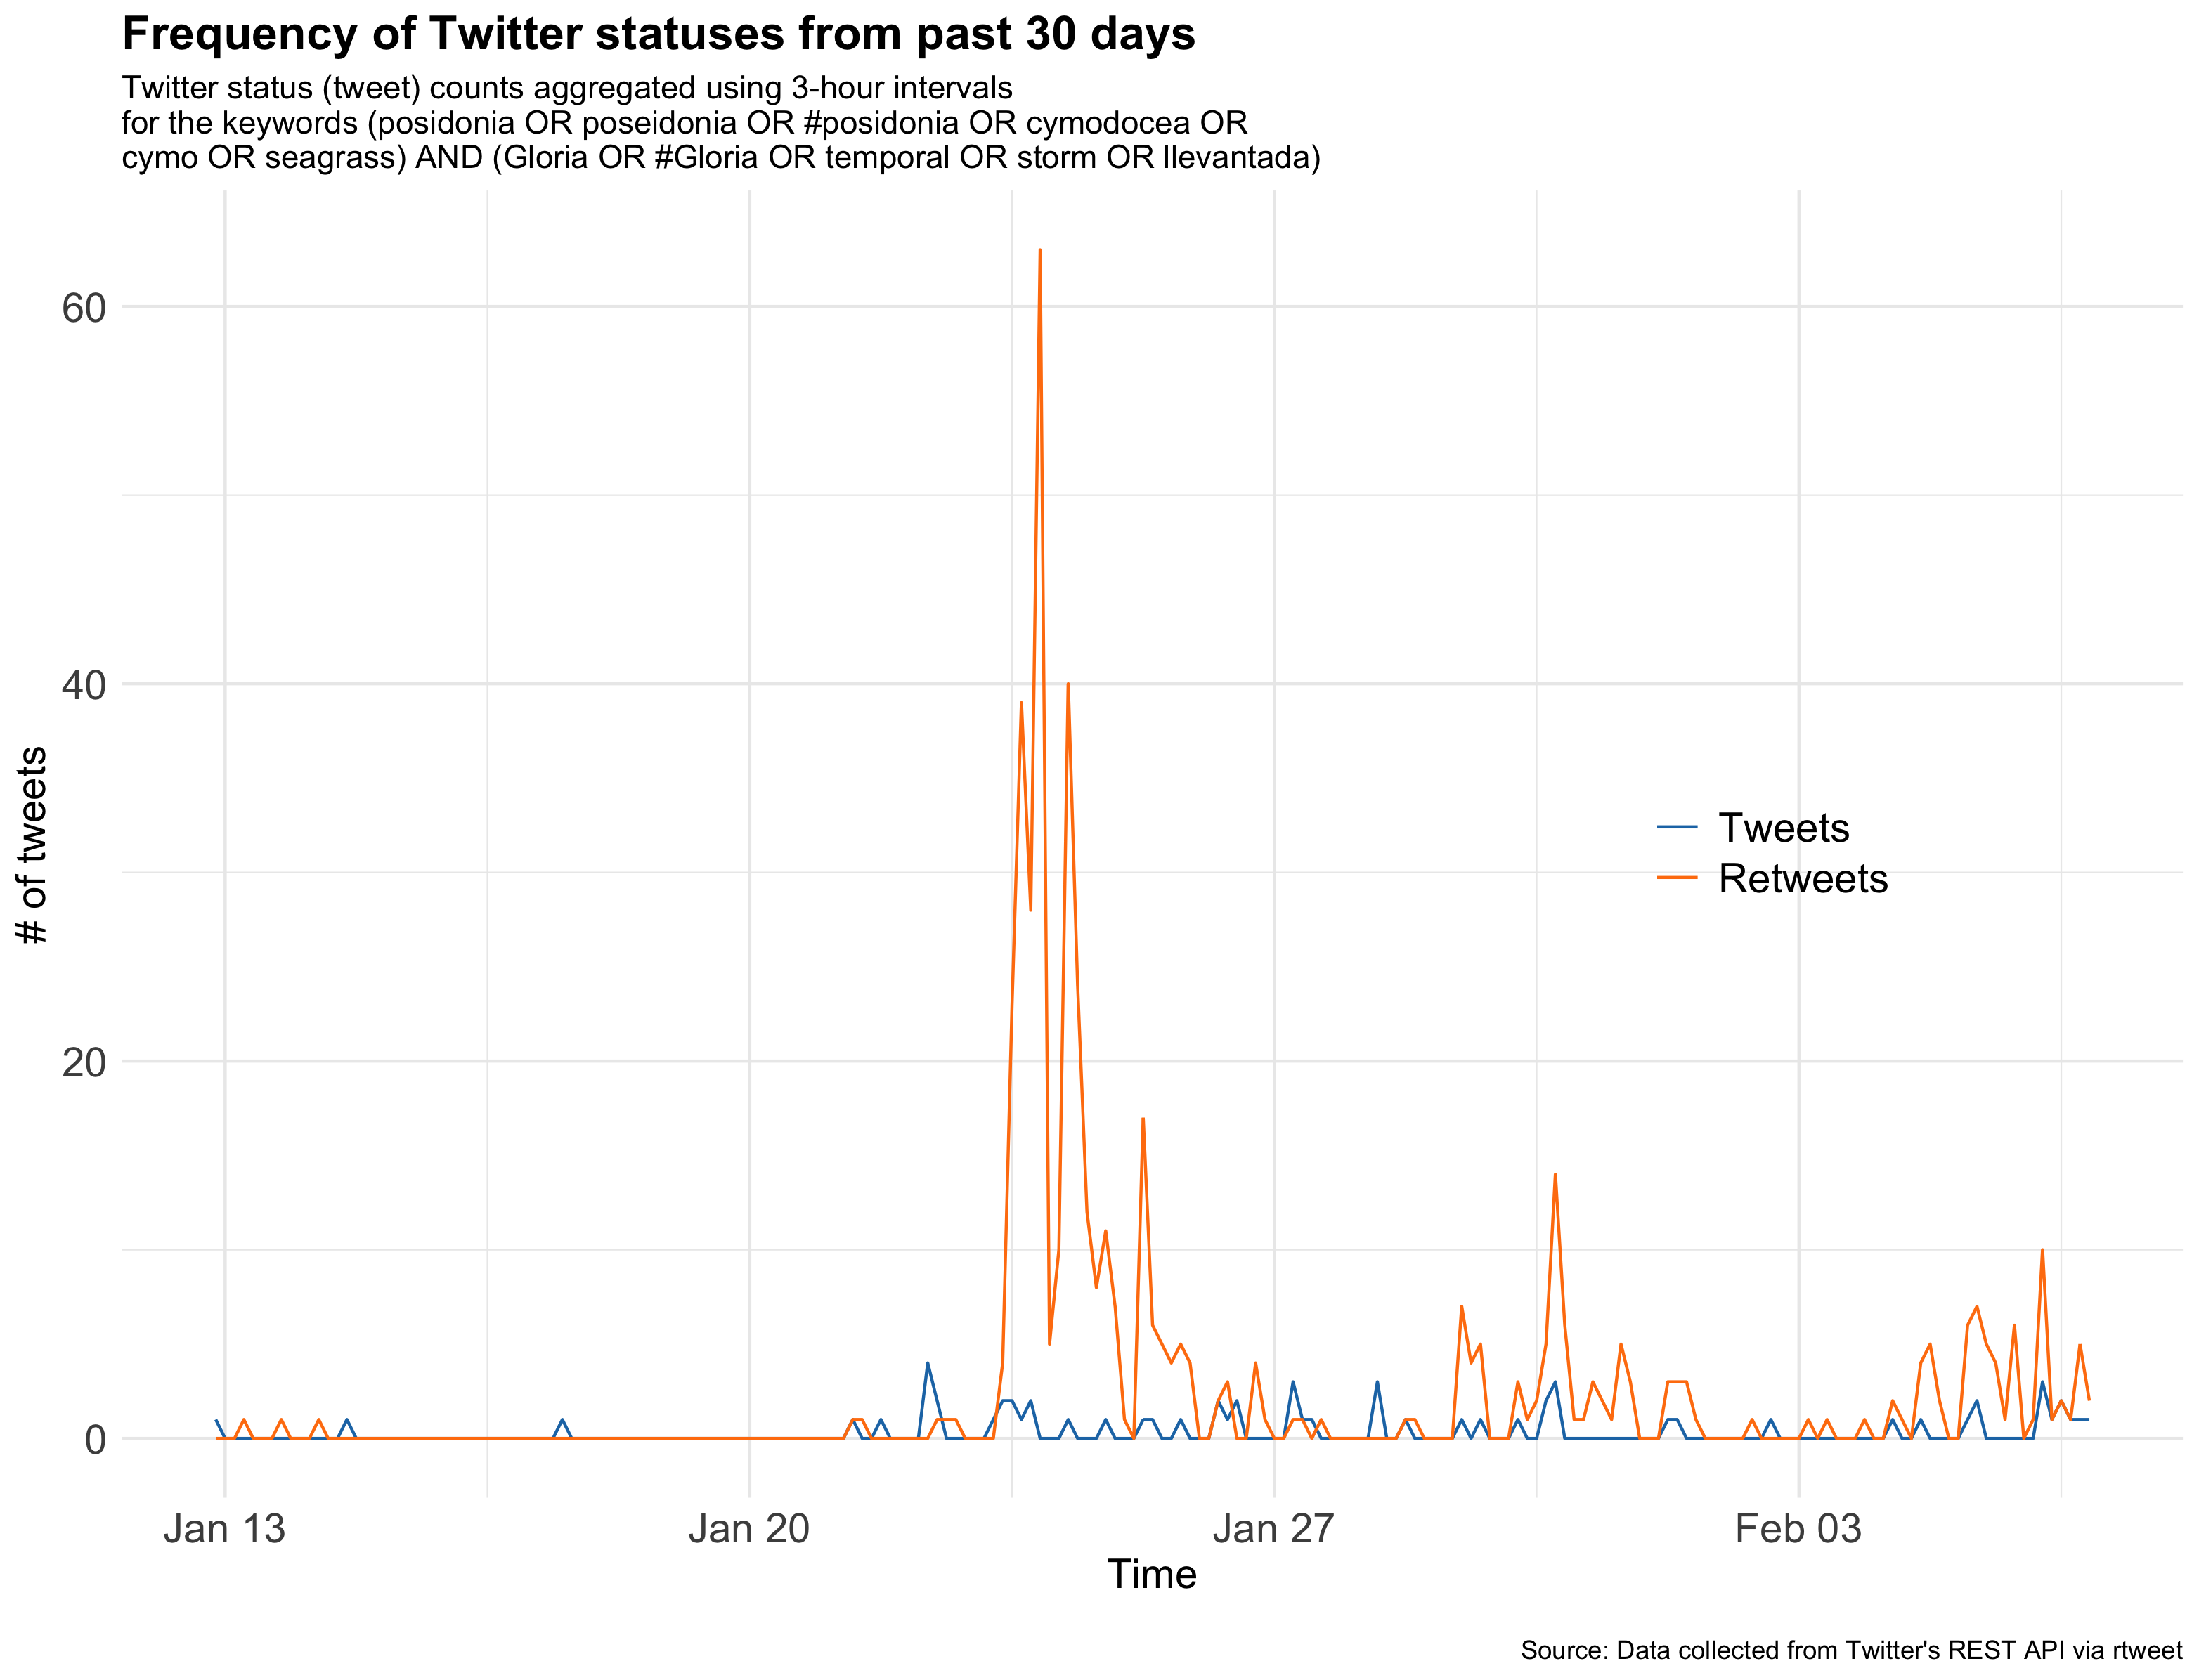 Frequency of Twitter statuses from past 30 days
Twitter status (tweet) counts aggregated using 3-hour intervals
for the keywords (posidonia OR poseidonia OR #posidonia OR cymodocea OR
cymo OR seagrass) AND (Gloria OR #Gloria OR temporal OR storm OR llevantada)
60
40
20
0
# of tweets
Tweets
Retweets
Jan 13
Jan 20
Jan 27
Feb 03
Time
Source: Data collected from Twitter's REST API via rtweet